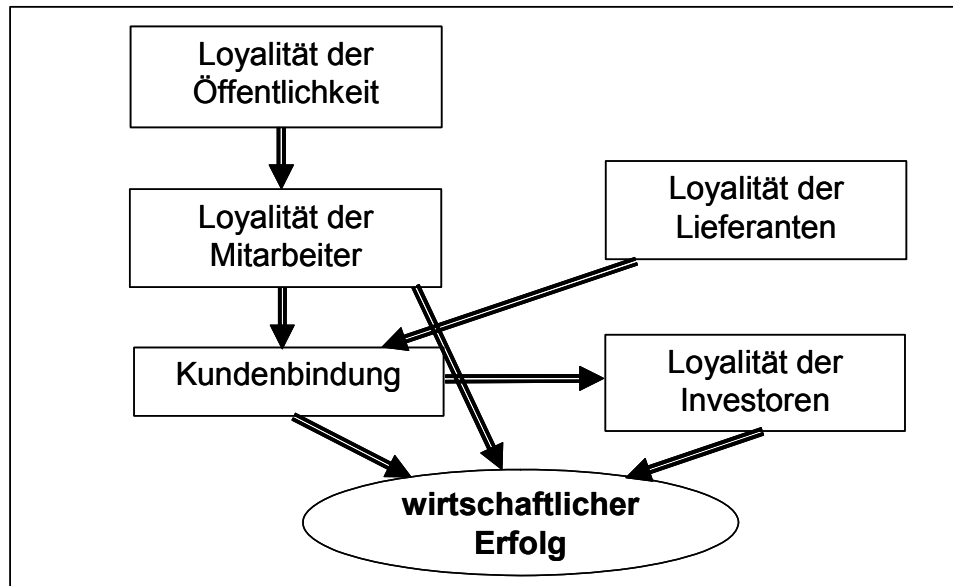 Loyalität der
Öffentlichkeit
Loyalität der
Mitarbeiter
Loyalität der
Lieferanten
Kundenbindung
Loyalität der
Investoren
wirtschaftlicher
Erfolg